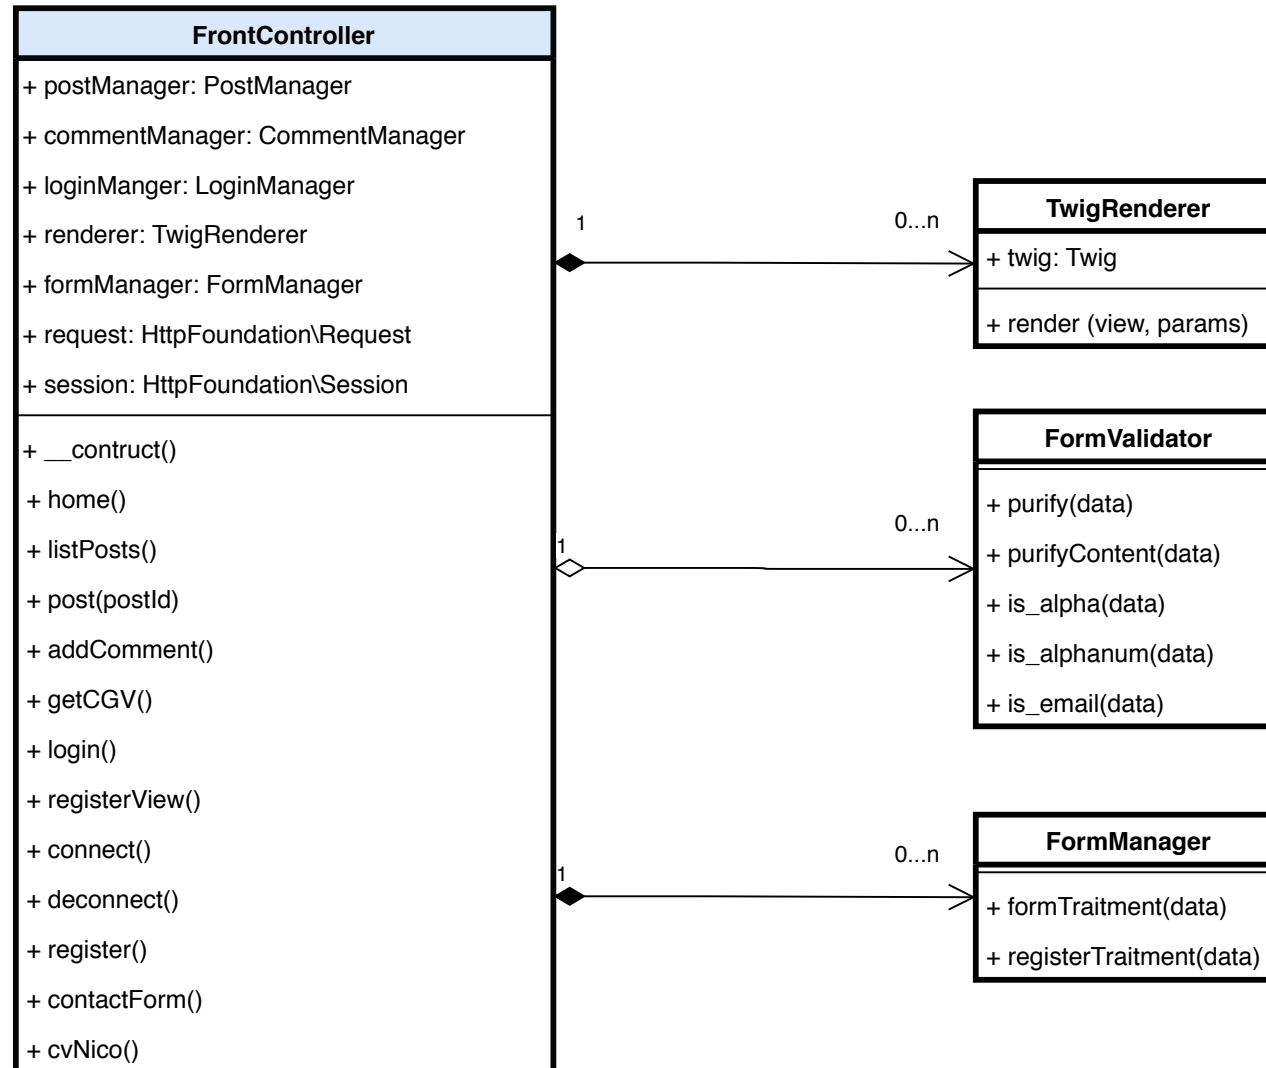 FrontController
+ postManager: PostManager
+ commentManager: CommentManager
+ loginManger: LoginManager
+ renderer: TwigRenderer
+ formManager: FormManager
+ request: HttpFoundation\Request
+ session: HttpFoundation\Session
+ __contruct()
+ home()
+ listPosts()
+ post(postId)
+ addComment()
+ getCGV()
+ login()
+ registerView()
+ connect()
+ deconnect()
+ register()
+ contactForm()
+ cvNico()
1
0...n
TwigRenderer
+ twig: Twig
+ render (view, params)
1
0...n
FormValidator
+ purify(data)
+ purifyContent(data)
+ is_alpha(data)
+ is_alphanum(data)
+ is_email(data)
1
0...n
FormManager
+ formTraitment(data)
+ registerTraitment(data)